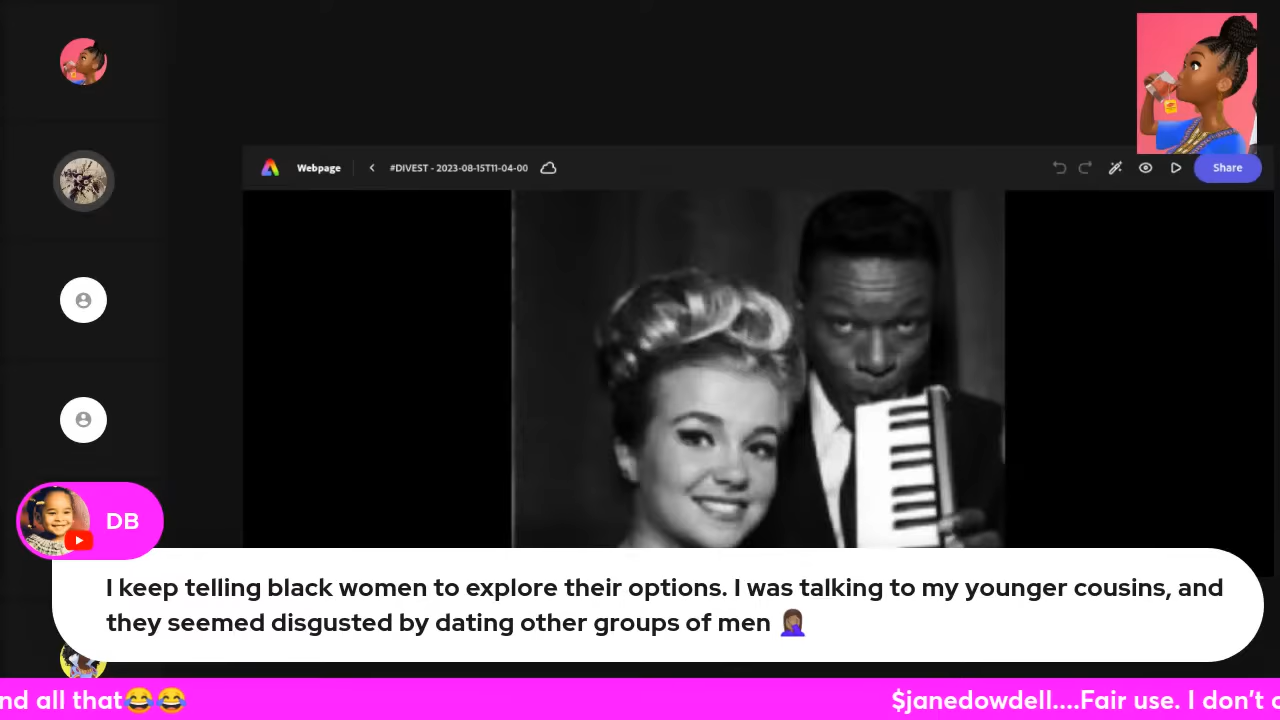 Webpage
#DIVEST - 2023-08-15T11-04-00
Share
DB
I keep telling black women to explore their options. I was talking to my younger cousins, and
they seemed disgusted by dating other groups of men 🤦🏽‍♀️
nd all that😂😂
$janedowdell....Fair use. I don't c